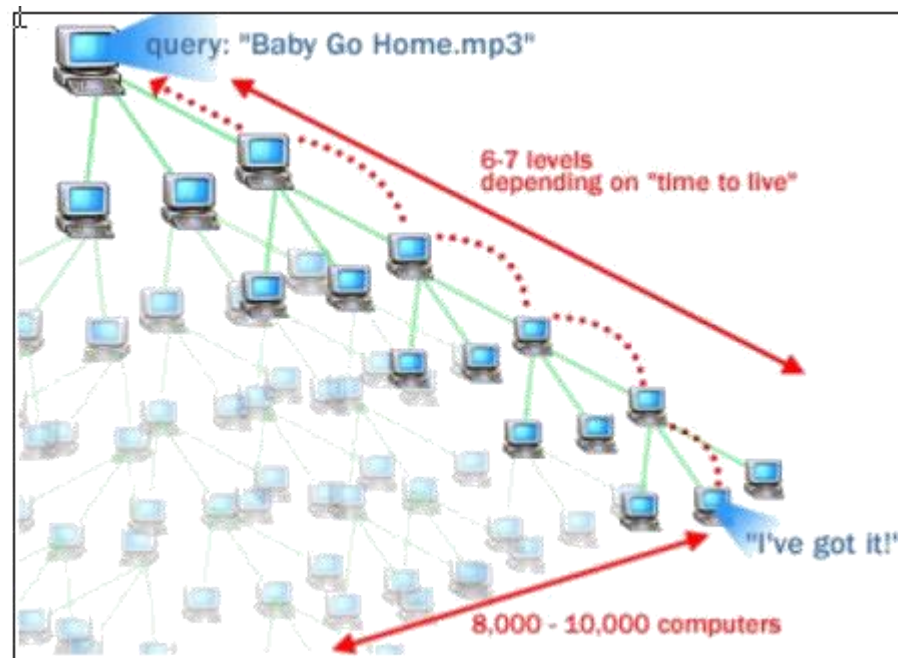 query: "Baby Go Home.mp3"
6-7 levels
depending on "time to live"
"I've got it!"
8,000 - 10,000 computers